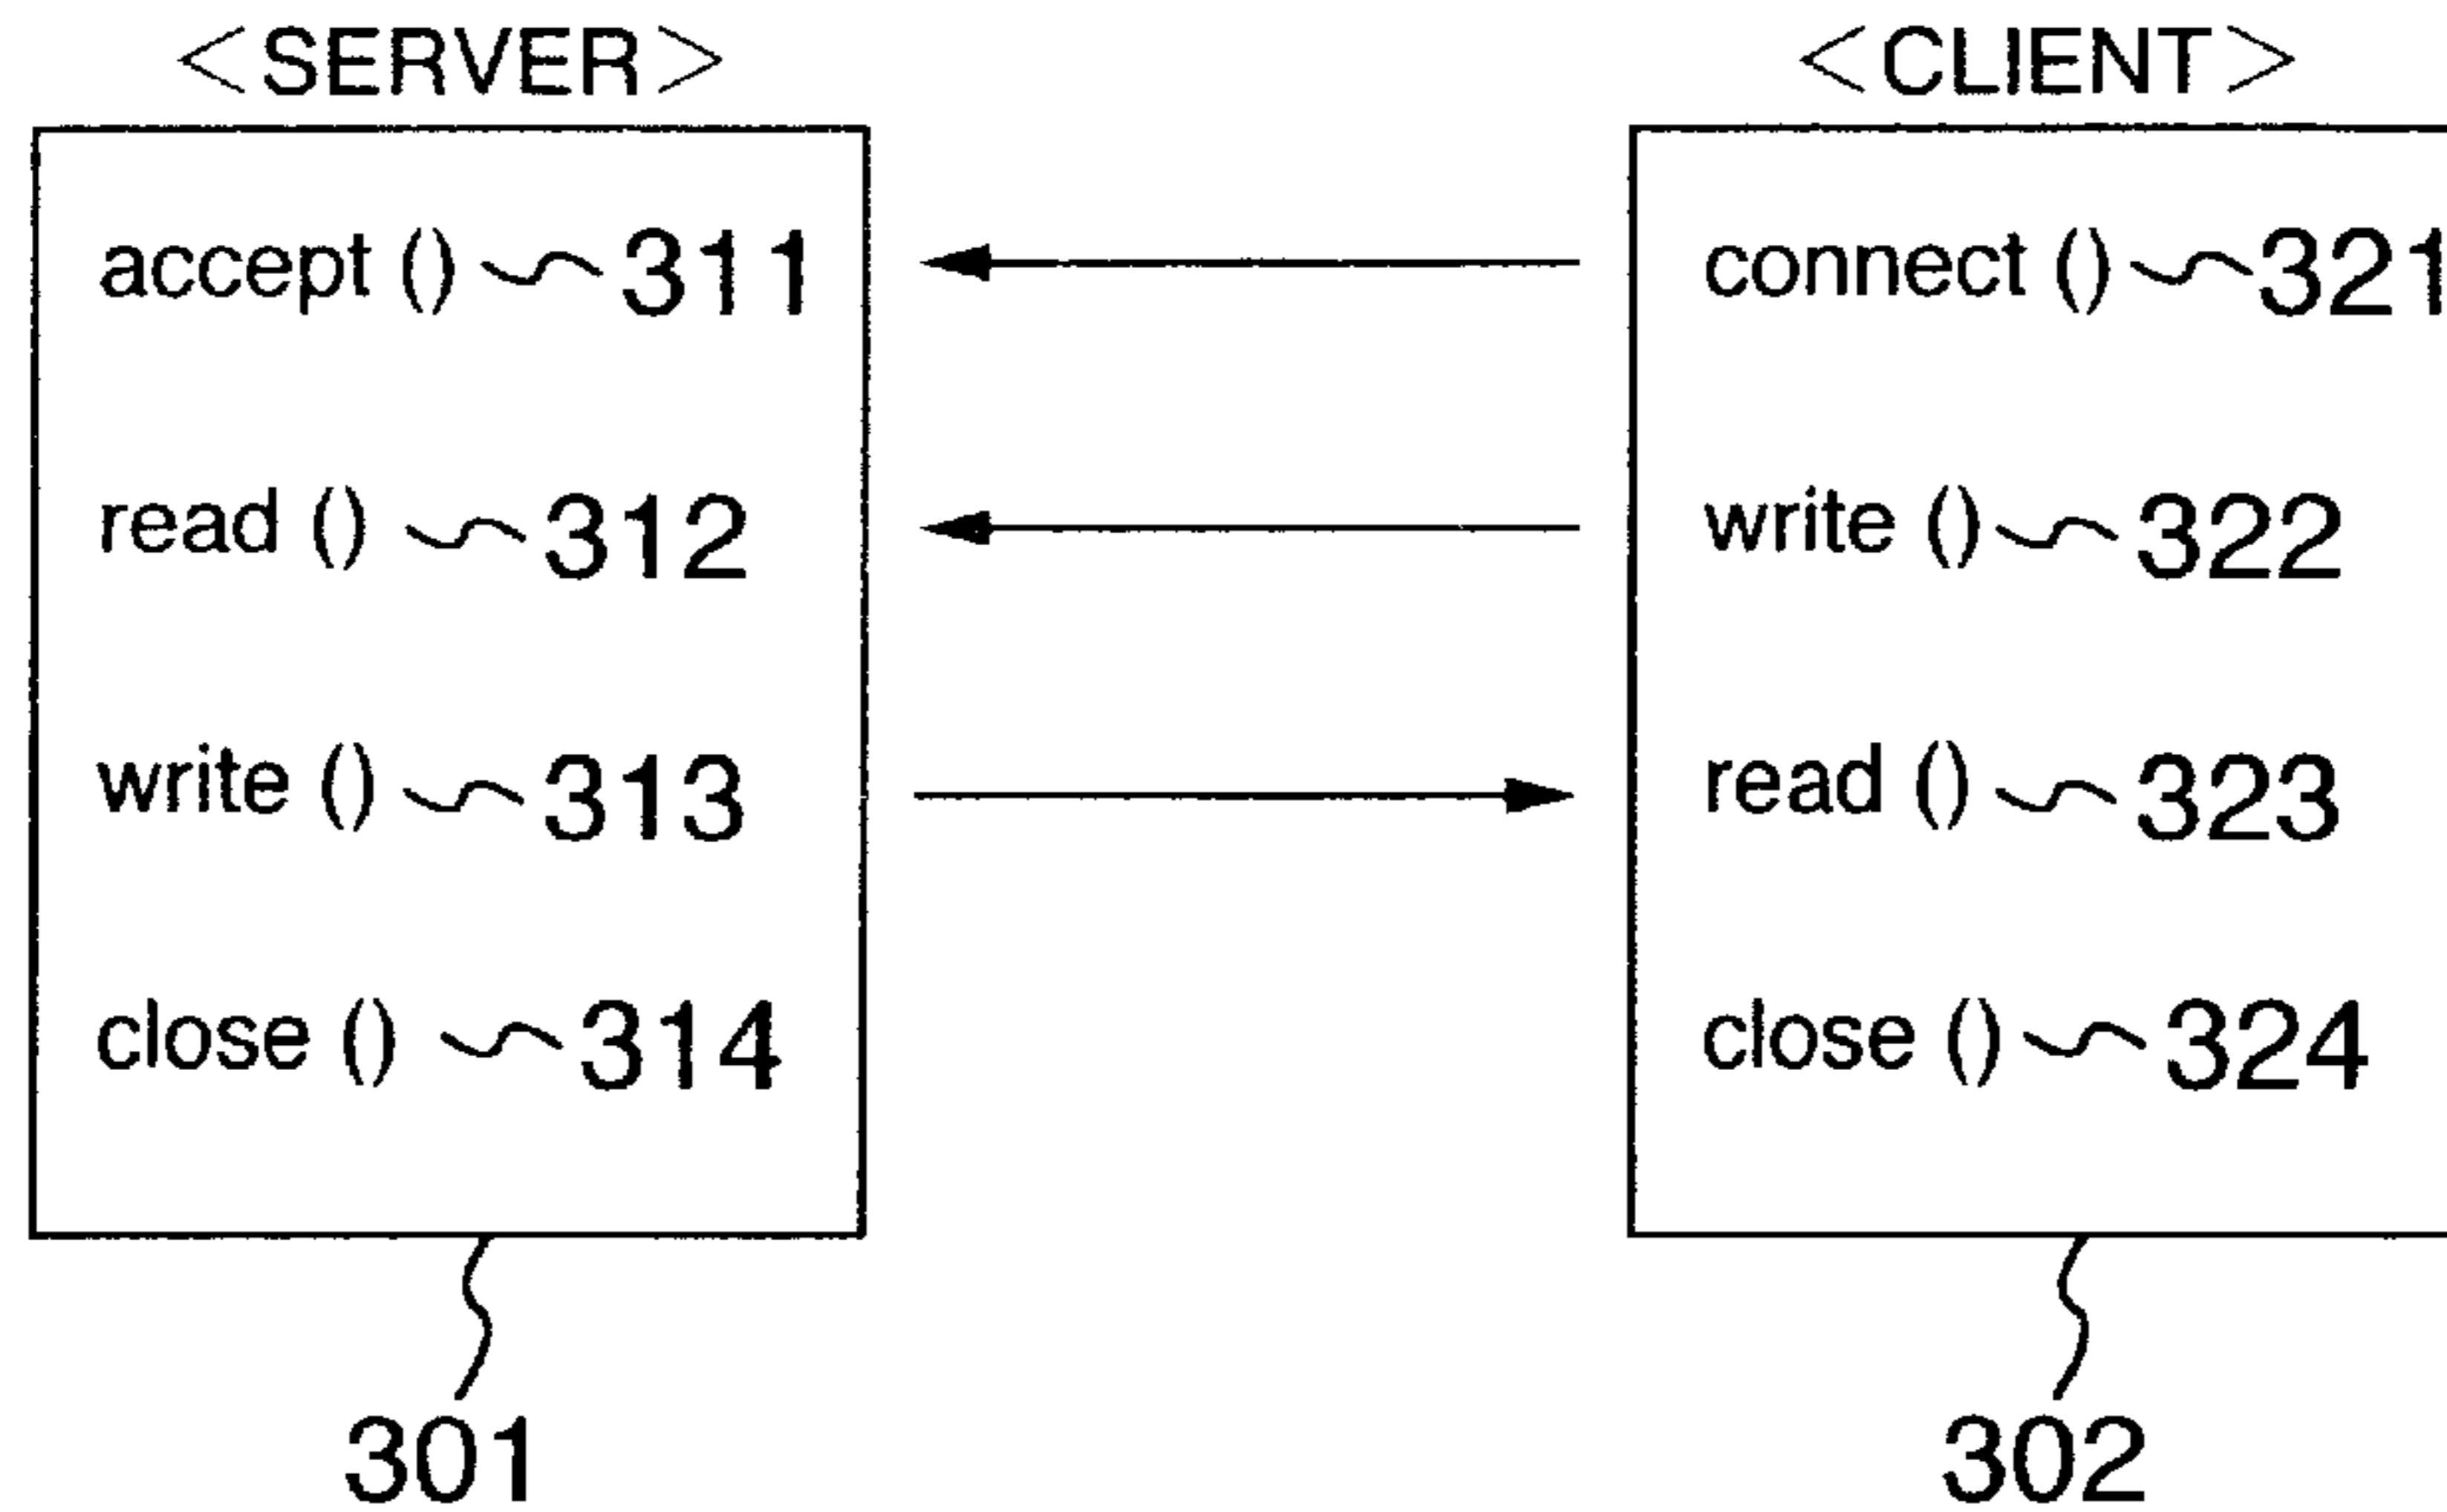 <SERVER> <CLIENT>
accept () 311 connect () 321
read () 312 write () 322
write () 313 read () 323
close () 314 close () 324
301 302